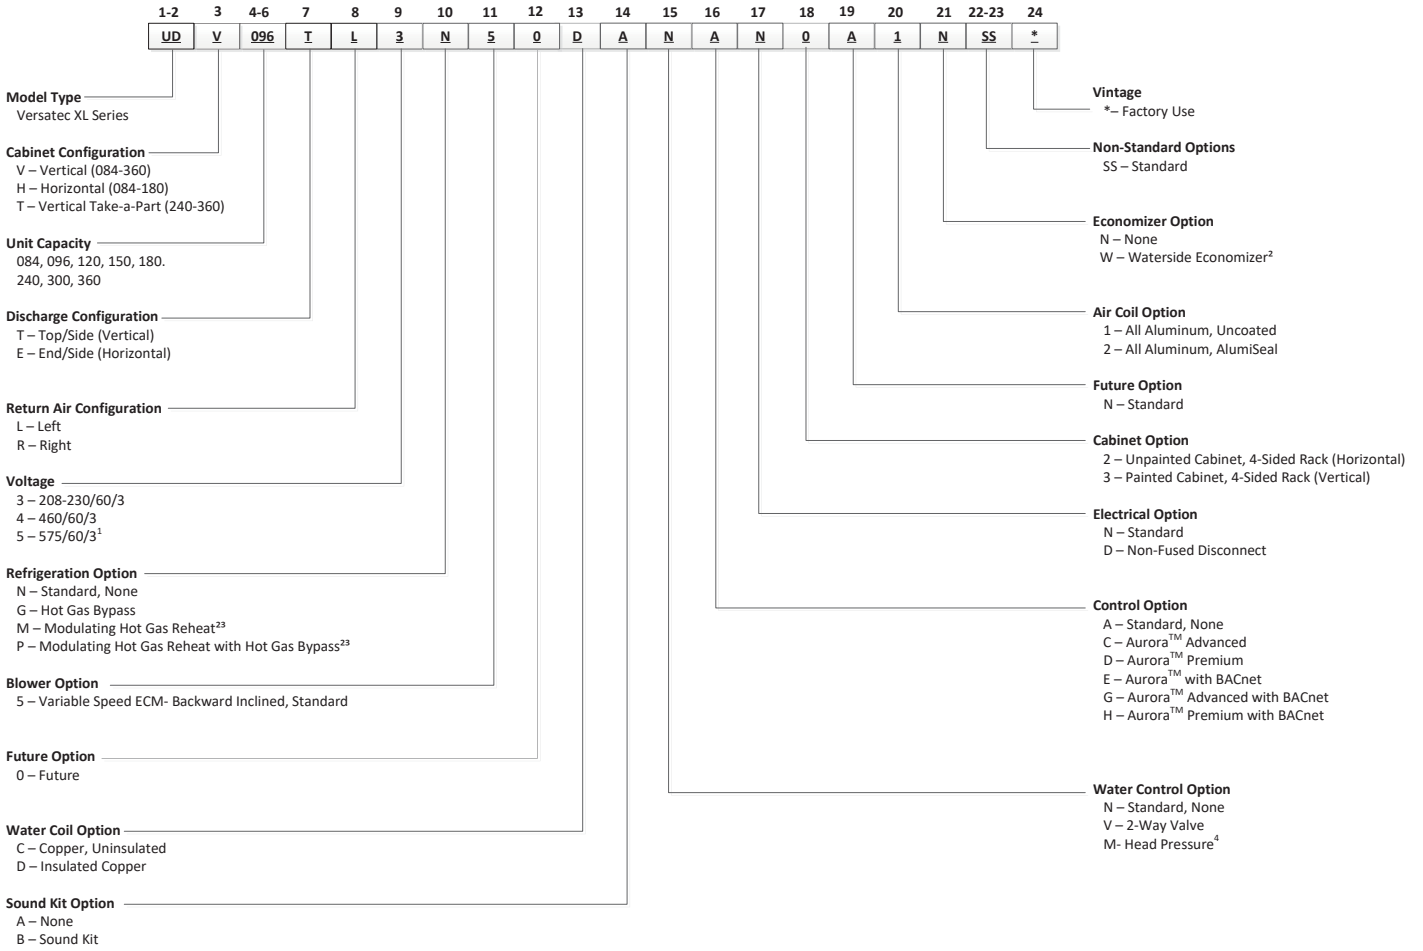 1-2 3 4-6 7 8 9 10 11 12 13 14 15 16 17 18 19 20 21 22-23 24
UD V 096 T L 3 N 5 0 D A N A N 0 A 1 N SS *
Model Type
Versatec XL Series
Cabinet Configuration
V – Vertical (084-360)
H – Horizontal (084-180)
T – Vertical Take-a-Part (240-360)
Unit Capacity
084, 096, 120, 150, 180.
240, 300, 360
Discharge Configuration
T – Top/Side (Vertical)
E – End/Side (Horizontal)
Return Air Configuration
L – Left
R – Right
Voltage
3 – 208-230/60/3
4 – 460/60/3
5 – 575/60/3¹
Refrigeration Option
N – Standard, None
G – Hot Gas Bypass
M – Modulating Hot Gas Reheat²³
P – Modulating Hot Gas Reheat with Hot Gas Bypass²³
Blower Option
5 – Variable Speed ECM- Backward Inclined, Standard
Future Option
0 – Future
Water Coil Option
C – Copper, Uninsulated
D – Insulated Copper
Sound Kit Option
A – None
B – Sound Kit
Vintage
*– Factory Use
Non-Standard Options
SS – Standard
Economizer Option
N – None
W – Waterside Economizer²
Air Coil Option
1 – All Aluminum, Uncoated
2 – All Aluminum, AlumiSeal
Future Option
N – Standard
Cabinet Option
2 – Unpainted Cabinet, 4-Sided Rack (Horizontal)
3 – Painted Cabinet, 4-Sided Rack (Vertical)
Electrical Option
N – Standard
D – Non-Fused Disconnect
Control Option
A – Standard, None
C – Aurora™ Advanced
D – Aurora™ Premium
E – Aurora™ with BACnet
G – Aurora™ Advanced with BACnet
H – Aurora™ Premium with BACnet
Water Control Option
N – Standard, None
V – 2-Way Valve
M- Head Pressure⁴